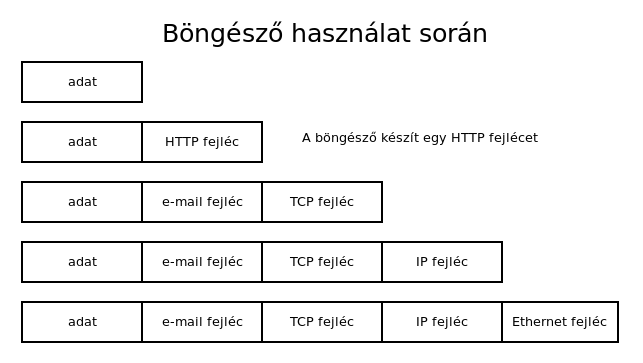 Böngésző használat során
adat
adat HTTP fejléc A böngésző készít egy HTTP fejlécet
adat e-mail fejléc TCP fejléc
adat e-mail fejléc TCP fejléc IP fejléc
adat e-mail fejléc TCP fejléc IP fejléc Ethernet fejléc